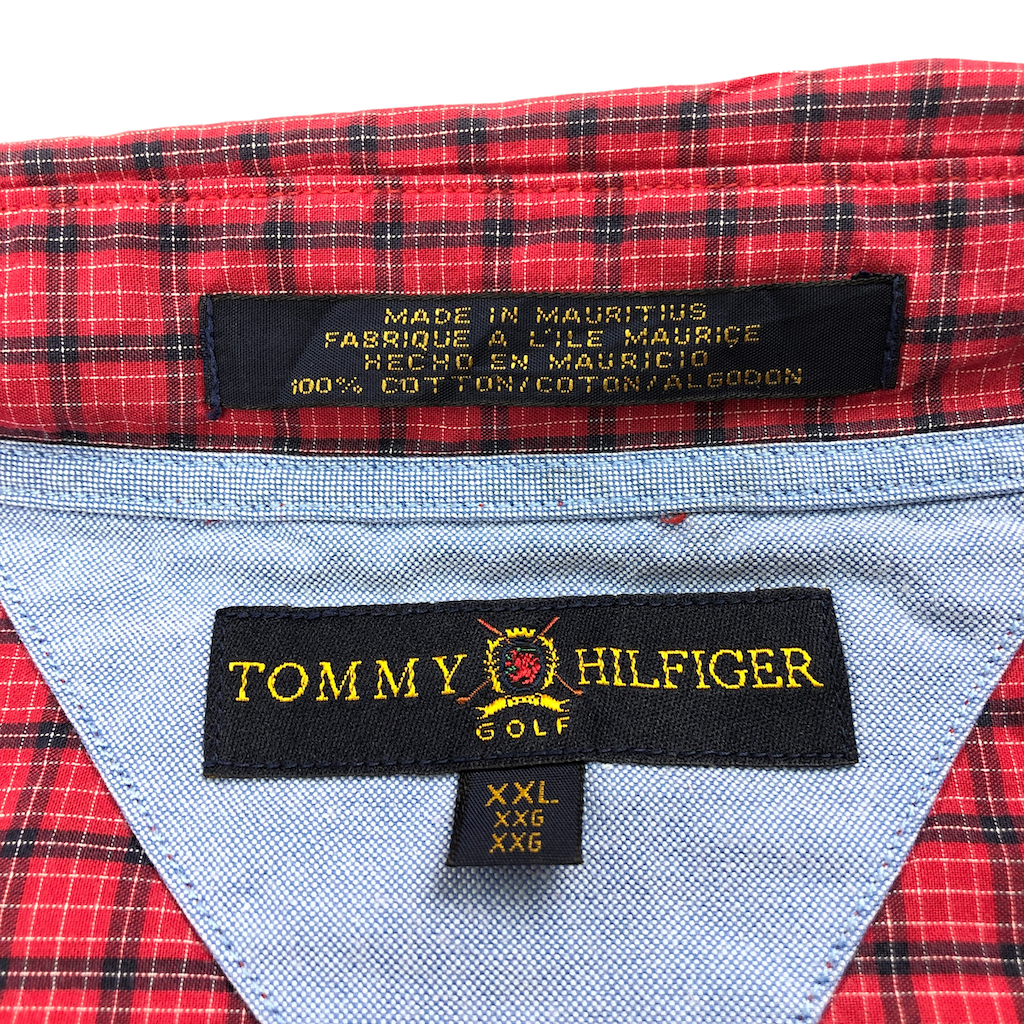 MADE IN MAURITIUS
FABRIQUE A L'ILE MAURICE
HECHO EN MAURICIO
100% COTTON/COTON/ALGODON
TOMMY HILFIGER
GOLF
XXL
XXG
XXG